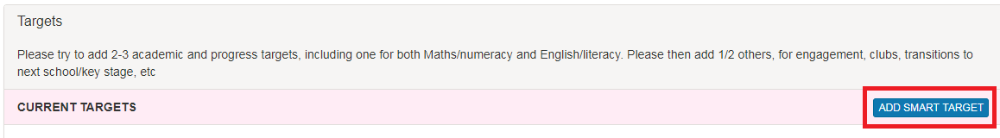 Targets
Please try to add 2-3 academic and progress targets, including one for both Maths/numeracy and English/literacy. Please then add 1/2 others, for engagement, clubs, transitions to
next school/key stage, etc
CURRENT TARGETS
ADD SMART TARGET